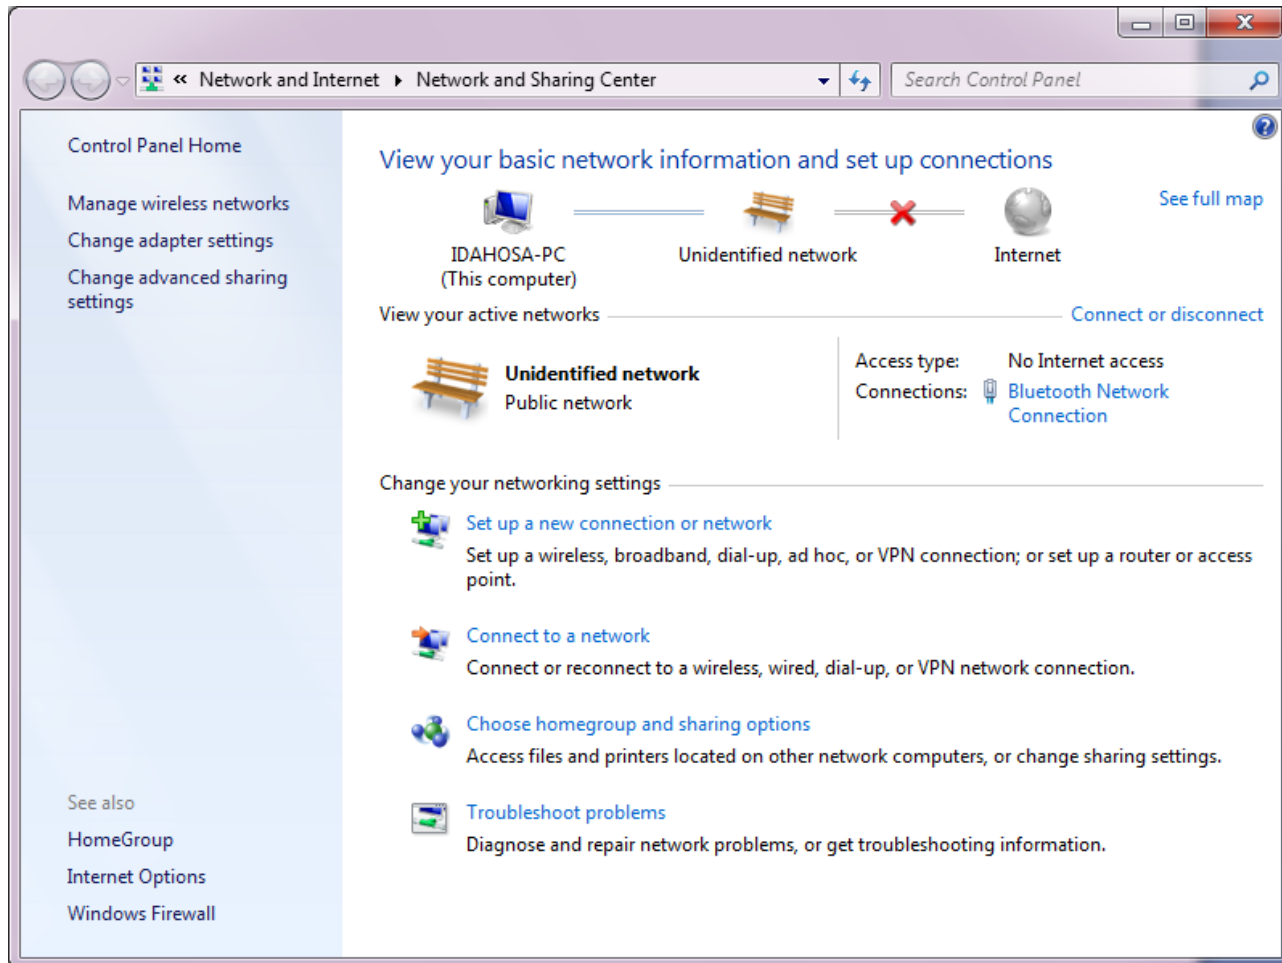 « Network and Internet ▸ Network and Sharing Center
Search Control Panel
Control Panel Home
Manage wireless networks
Change adapter settings
Change advanced sharing
settings
See also
HomeGroup
Internet Options
Windows Firewall
View your basic network information and set up connections
See full map
IDAHOSA-PC
(This computer)
Unidentified network
Internet
View your active networks
Connect or disconnect
Unidentified network
Public network
Access type: No Internet access
Connections: Bluetooth Network
Connection
Change your networking settings
Set up a new connection or network
Set up a wireless, broadband, dial-up, ad hoc, or VPN connection; or set up a router or access
point.
Connect to a network
Connect or reconnect to a wireless, wired, dial-up, or VPN network connection.
Choose homegroup and sharing options
Access files and printers located on other network computers, or change sharing settings.
Troubleshoot problems
Diagnose and repair network problems, or get troubleshooting information.